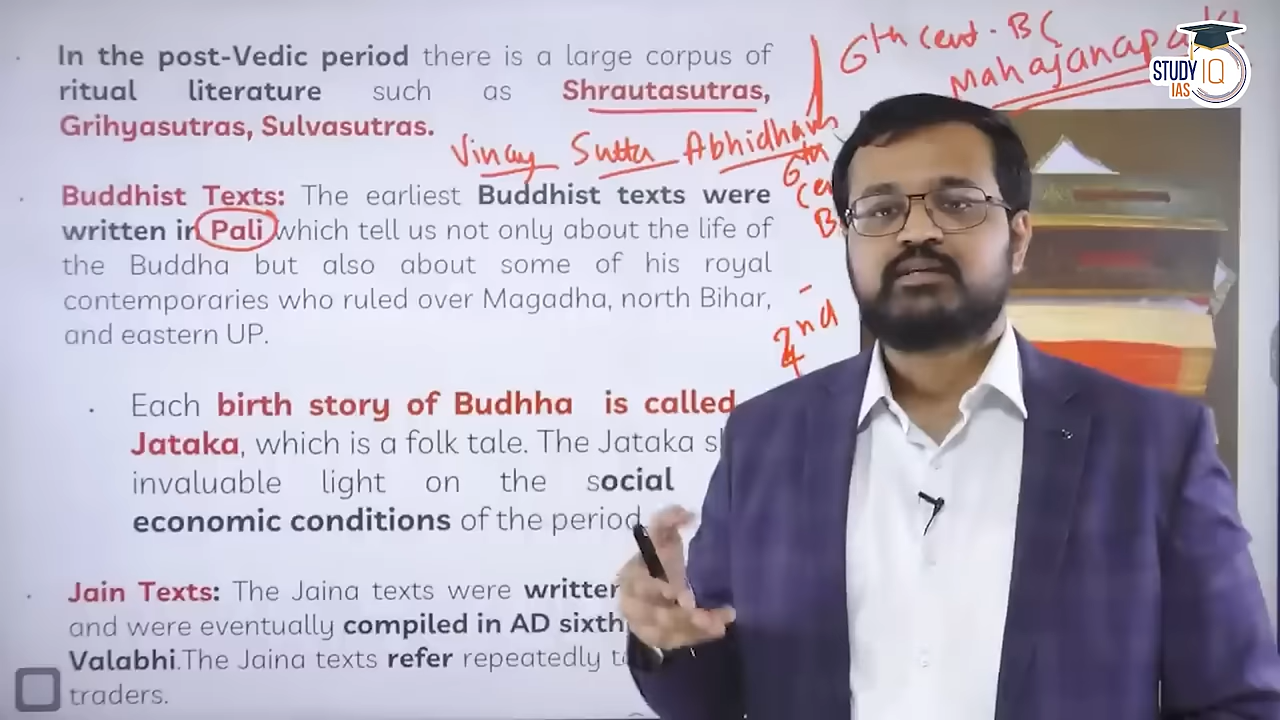 6th cent. BC
Mahajanapa
STUDY IQ
IAS
In the post-Vedic period there is a large corpus of
ritual literature such as Shrautasutras,
Grihyasutras, Sulvasutras.
Vinay Sutta Abhidham
6th
B
Buddhist Texts: The earliest Buddhist texts were
written in Pali which tell us not only about the life of
the Buddha but also about some of his royal
contemporaries who ruled over Magadha, north Bihar,
and eastern UP.
2nd
Each birth story of Budhha is called
Jataka, which is a folk tale. The Jataka
invaluable light on the social
economic conditions of the period
Jain Texts: The Jaina texts were written
and were eventually compiled in AD sixth
Valabhi.The Jaina texts refer repeatedly
traders.